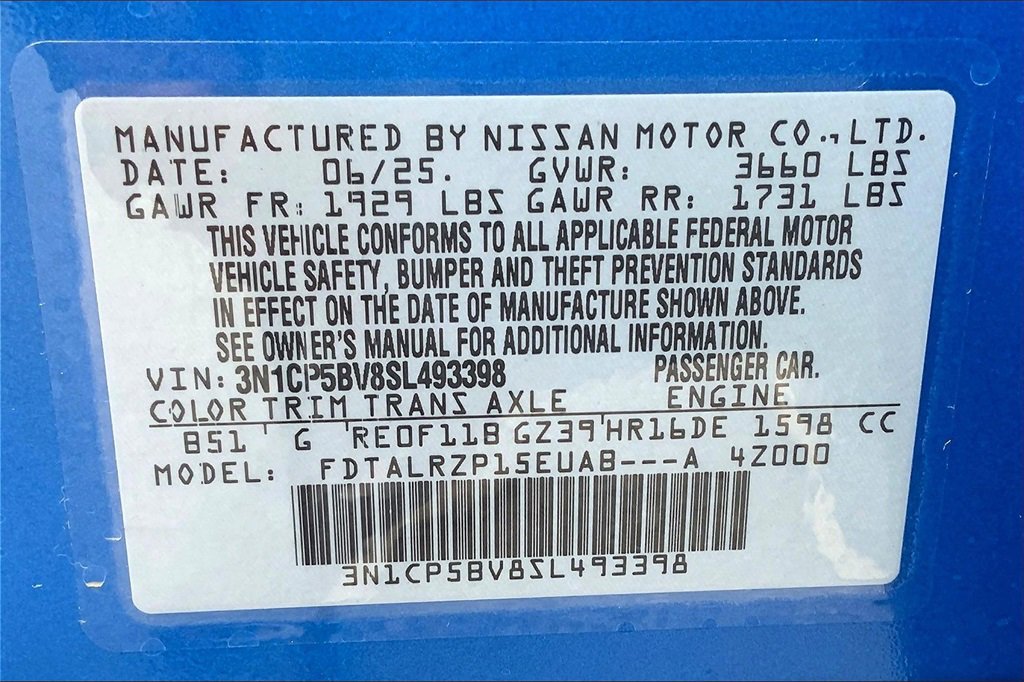 MANUFACTURED BY NISSAN MOTOR CO., LTD.
DATE: 06/25. GVWR: 3660 LBS
GAWR FR: 1929 LBS GAWR RR: 1731 LBS
THIS VEHICLE CONFORMS TO ALL APPLICABLE FEDERAL MOTOR
VEHICLE SAFETY, BUMPER AND THEFT PREVENTION STANDARDS
IN EFFECT ON THE DATE OF MANUFACTURE SHOWN ABOVE.
SEE OWNER'S MANUAL FOR ADDITIONAL INFORMATION.
VIN: 3N1CP5BV8SL493398 PASSENGER CAR.
COLOR TRIM TRANS AXLE ENGINE
B51 G RE0F11B GZ39 HR16DE 1598 CC
MODEL: FDTALRZP15EUAB---A 4Z000
3N1CP5BV8SL493398